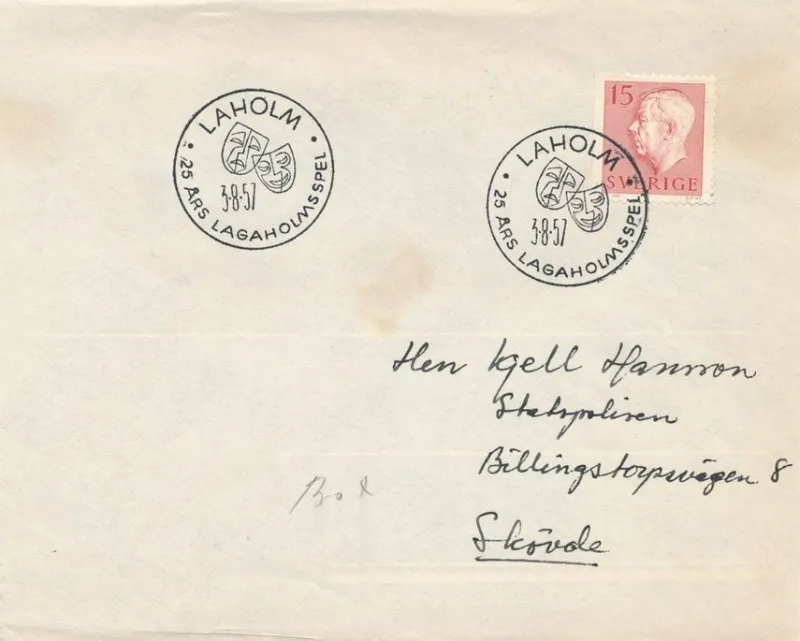 LAHOLM
3·8·57
· 25 ÅRS LAGAHOLMSSPEL ·
15
SVERIGE
LAHOLM
3·8·57
· 25 ÅRS LAGAHOLMSSPEL ·
Herr Kjell Hansson
Statspolisen
Billingstorpsvägen 8
Skövde